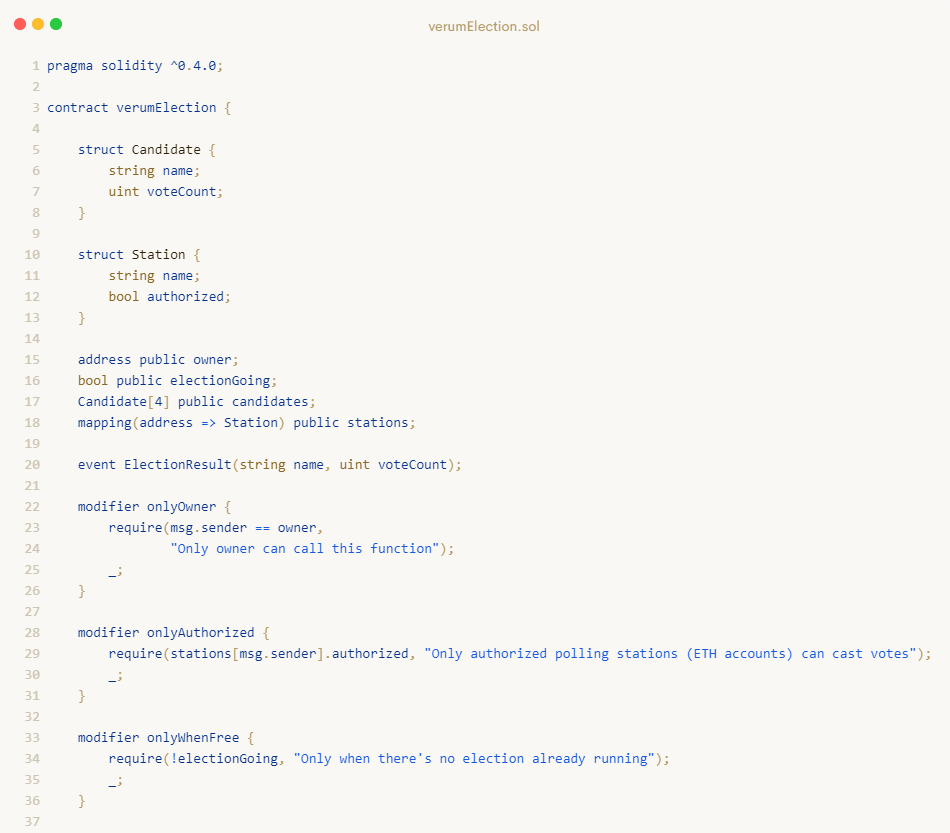 verumElection.sol
1 pragma solidity ^0.4.0;
2
3 contract verumElection {
4
5     struct Candidate {
6         string name;
7         uint voteCount;
8     }
9
10     struct Station {
11         string name;
12         bool authorized;
13     }
14
15     address public owner;
16     bool public electionGoing;
17     Candidate[4] public candidates;
18     mapping(address => Station) public stations;
19
20     event ElectionResult(string name, uint voteCount);
21
22     modifier onlyOwner {
23         require(msg.sender == owner,
24                 "Only owner can call this function");
25         _;
26     }
27
28     modifier onlyAuthorized {
29         require(stations[msg.sender].authorized, "Only authorized polling stations (ETH accounts) can cast votes");
30         _;
31     }
32
33     modifier onlyWhenFree {
34         require(!electionGoing, "Only when there's no election already running");
35         _;
36     }
37